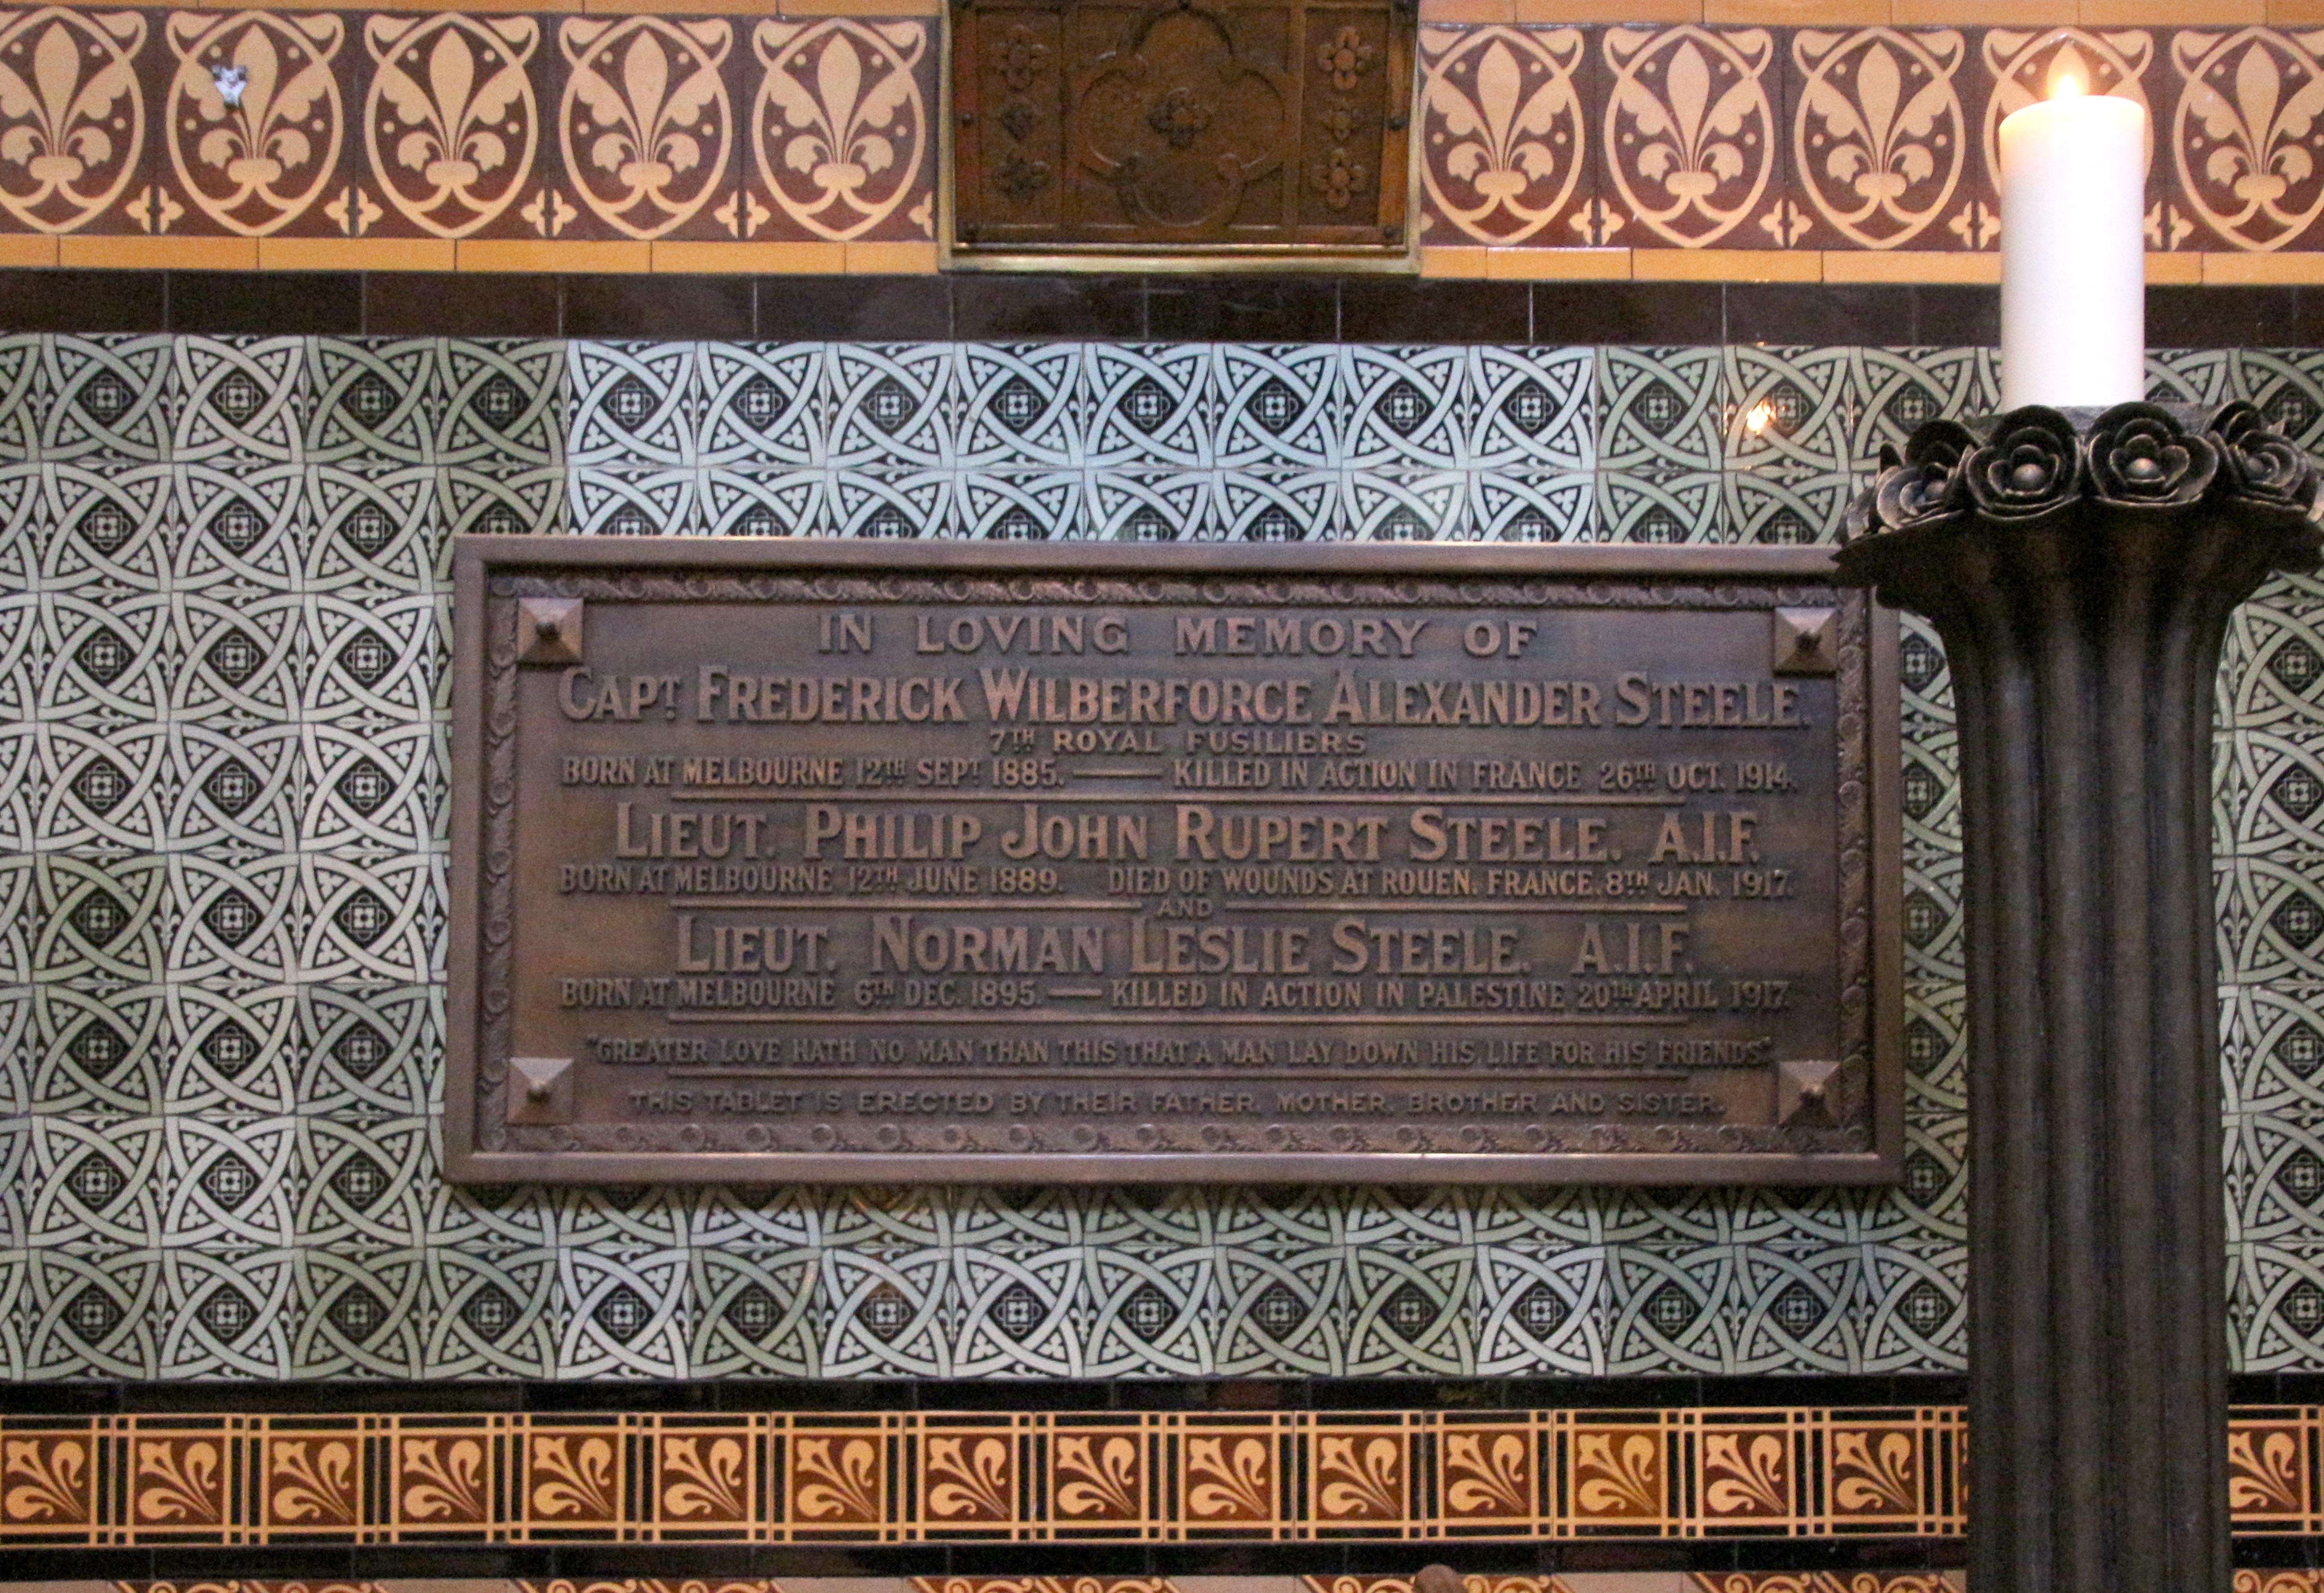 IN LOVING MEMORY OF
CAPT. FREDERICK WILBERFORCE ALEXANDER STEELE.
7TH ROYAL FUSILIERS
BORN AT MELBOURNE 12TH SEPT 1885. — KILLED IN ACTION IN FRANCE 26TH OCT. 1914.
LIEUT. PHILIP JOHN RUPERT STEELE. A.I.F.
BORN AT MELBOURNE 12TH JUNE 1889. DIED OF WOUNDS AT ROUEN, FRANCE. 8TH JAN. 1917.
AND
LIEUT. NORMAN LESLIE STEELE. A.I.F.
BORN AT MELBOURNE 6TH DEC. 1895. — KILLED IN ACTION IN PALESTINE 20TH APRIL 1917.
"GREATER LOVE HATH NO MAN THAN THIS THAT A MAN LAY DOWN HIS LIFE FOR HIS FRIENDS".
THIS TABLET IS ERECTED BY THEIR FATHER, MOTHER, BROTHER AND SISTER.